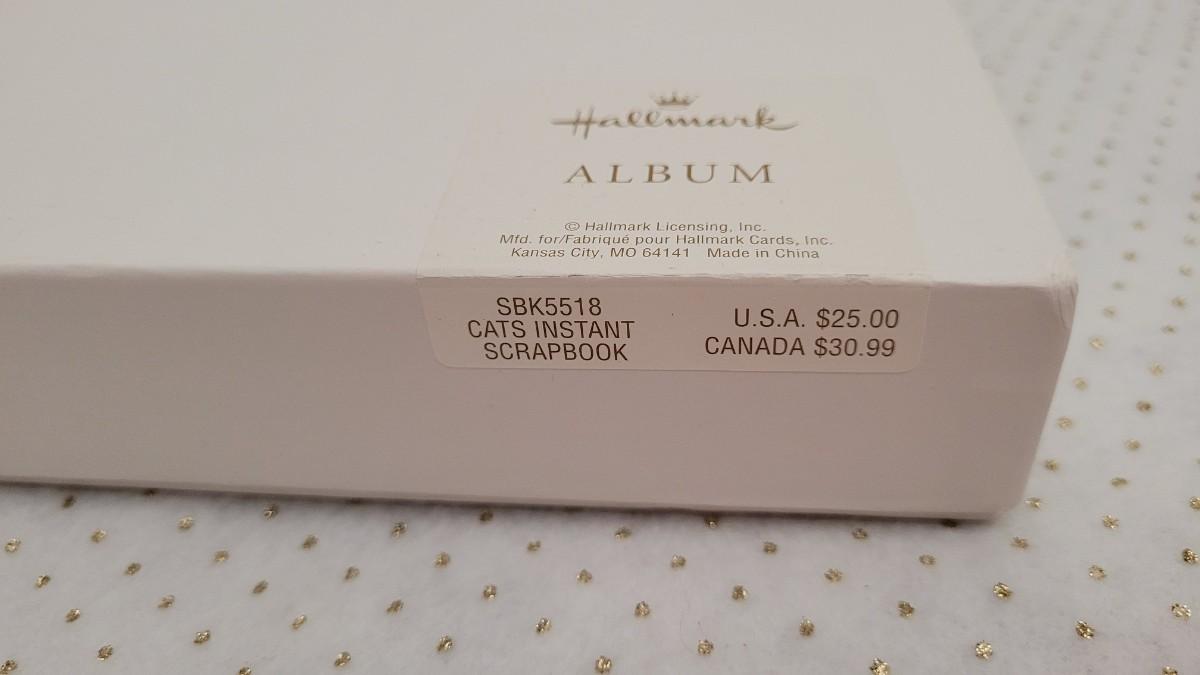 Hallmark
ALBUM
© Hallmark Licensing, Inc.
Mfd. for/Fabriqué pour Hallmark Cards, Inc.
Kansas City, MO 64141 Made in China
SBK5518
CATS INSTANT
SCRAPBOOK
U.S.A. $25.00
CANADA $30.99